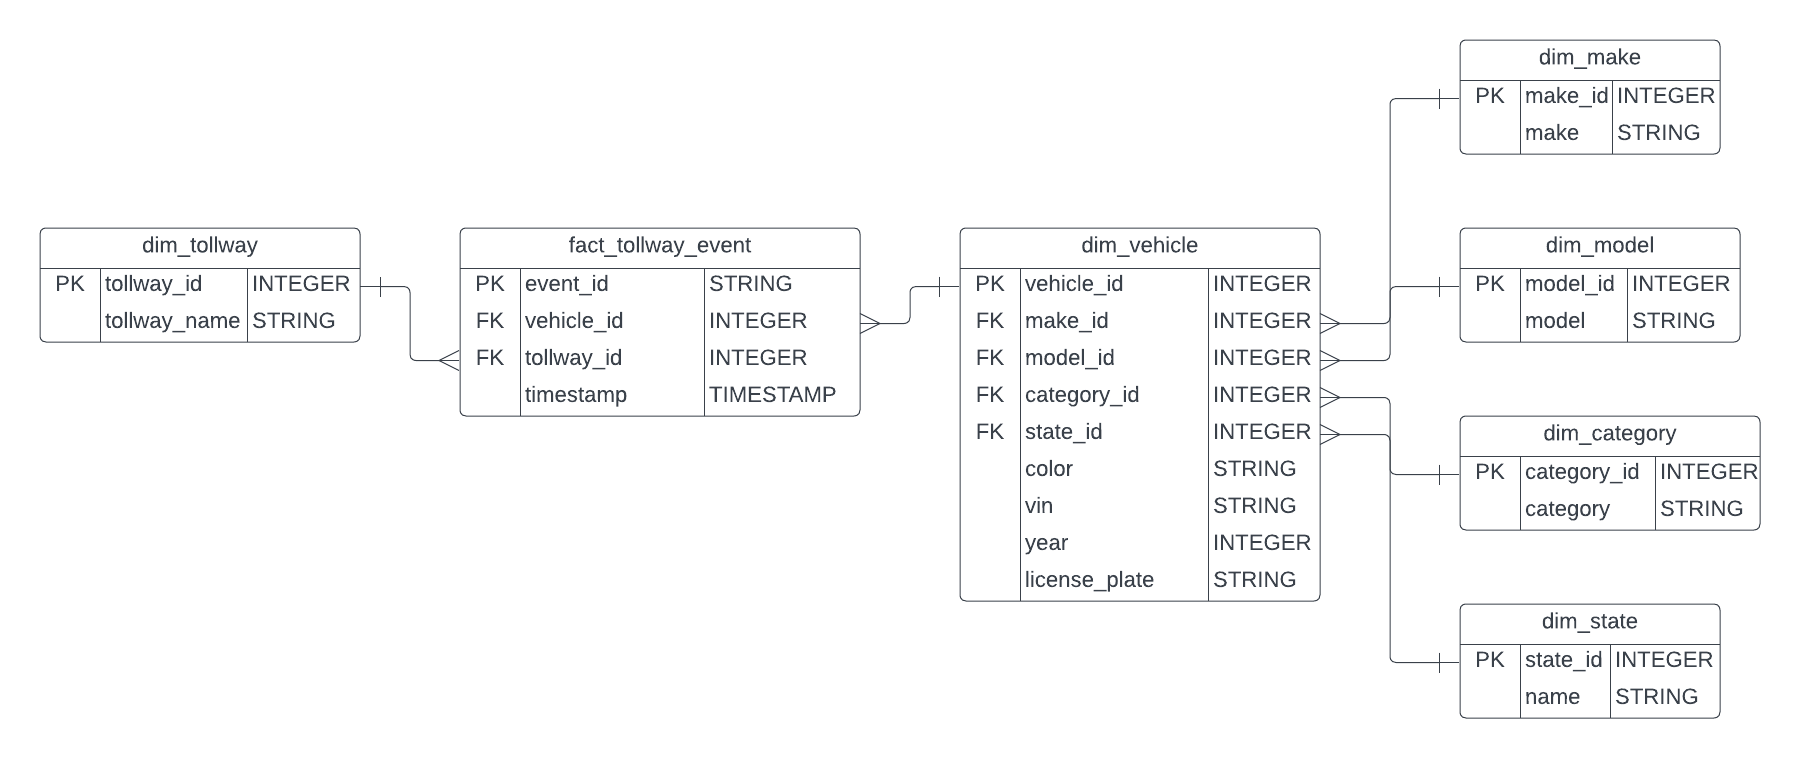 dim_tollway
PK tollway_id INTEGER
tollway_name STRING
fact_tollway_event
PK event_id STRING
FK vehicle_id INTEGER
FK tollway_id INTEGER
timestamp TIMESTAMP
dim_vehicle
PK vehicle_id INTEGER
FK make_id INTEGER
FK model_id INTEGER
FK category_id INTEGER
FK state_id INTEGER
color STRING
vin STRING
year INTEGER
license_plate STRING
dim_make
PK make_id INTEGER
make STRING
dim_model
PK model_id INTEGER
model STRING
dim_category
PK category_id INTEGER
category STRING
dim_state
PK state_id INTEGER
name STRING